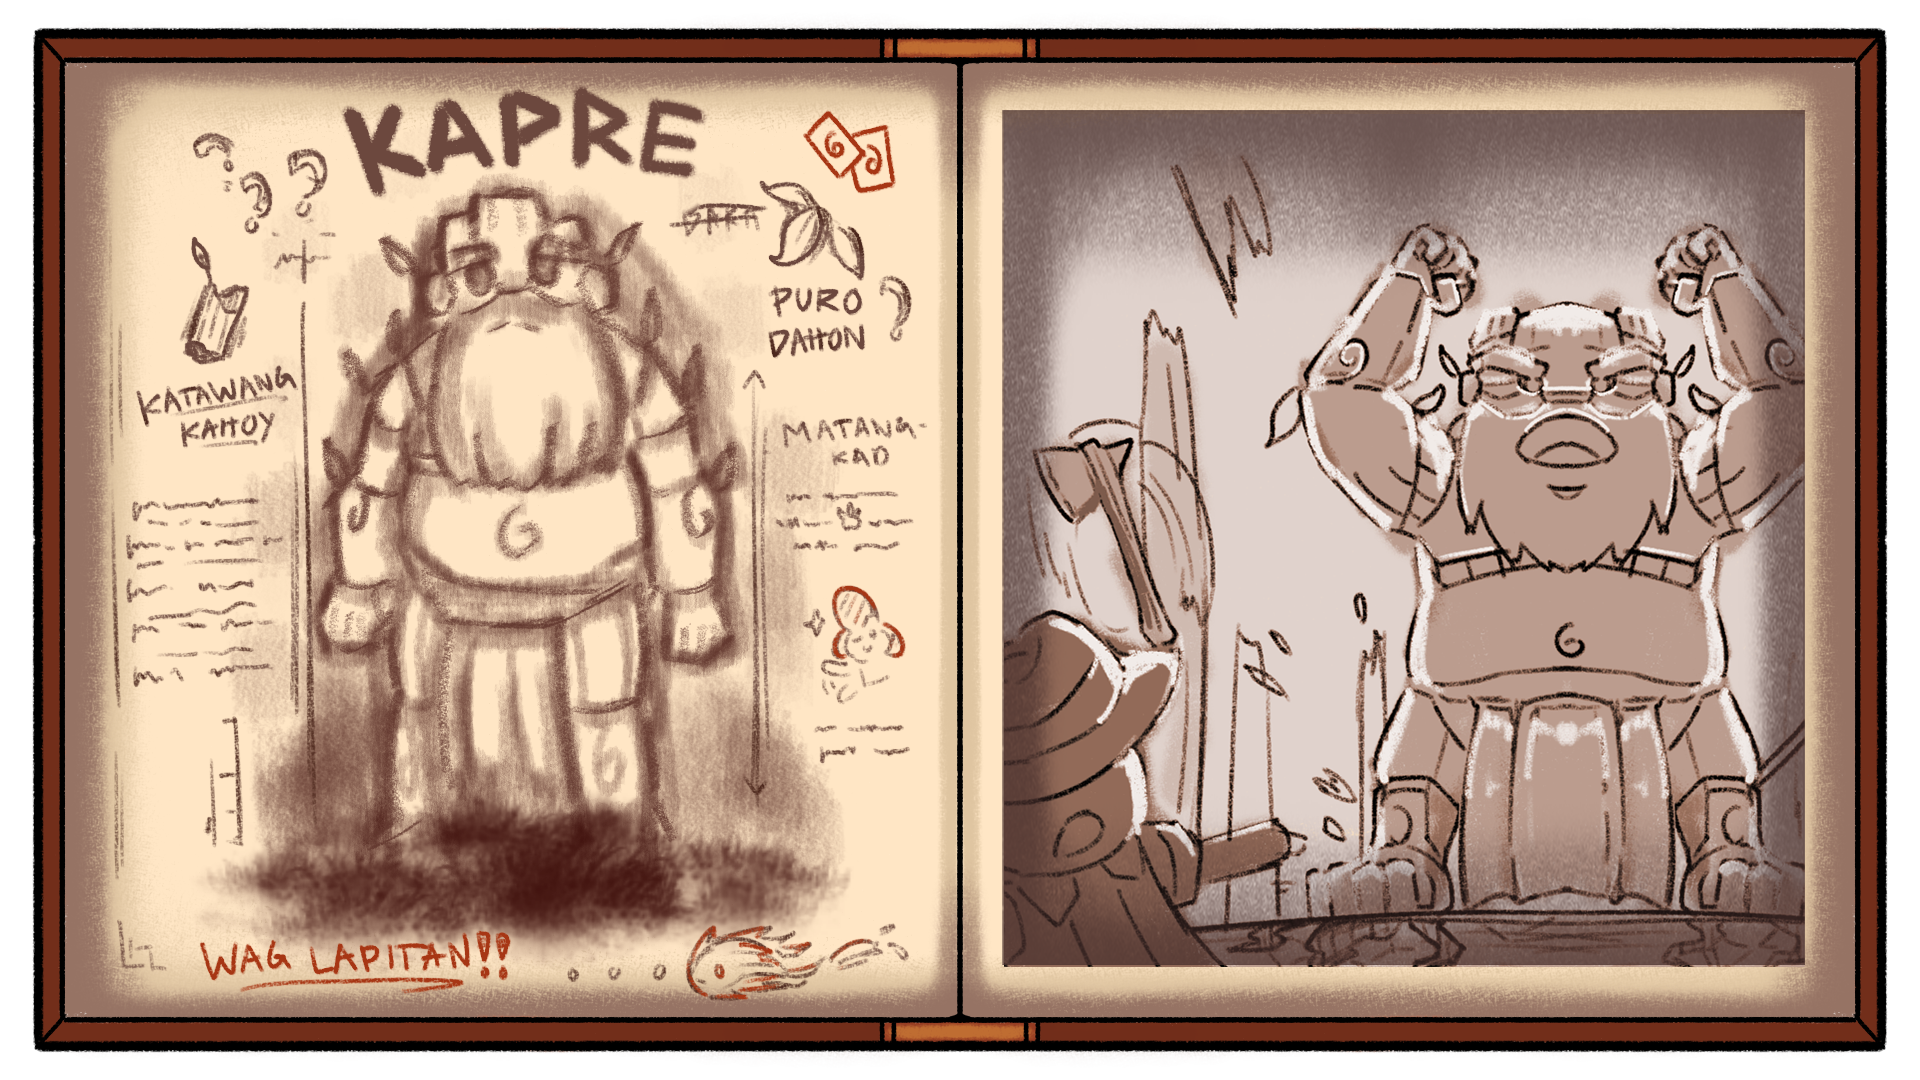 KAPRE
PURO
DAHON?
KATAWANG
KAHOY
MATANG-
KAD
WAG LAPITAN!!